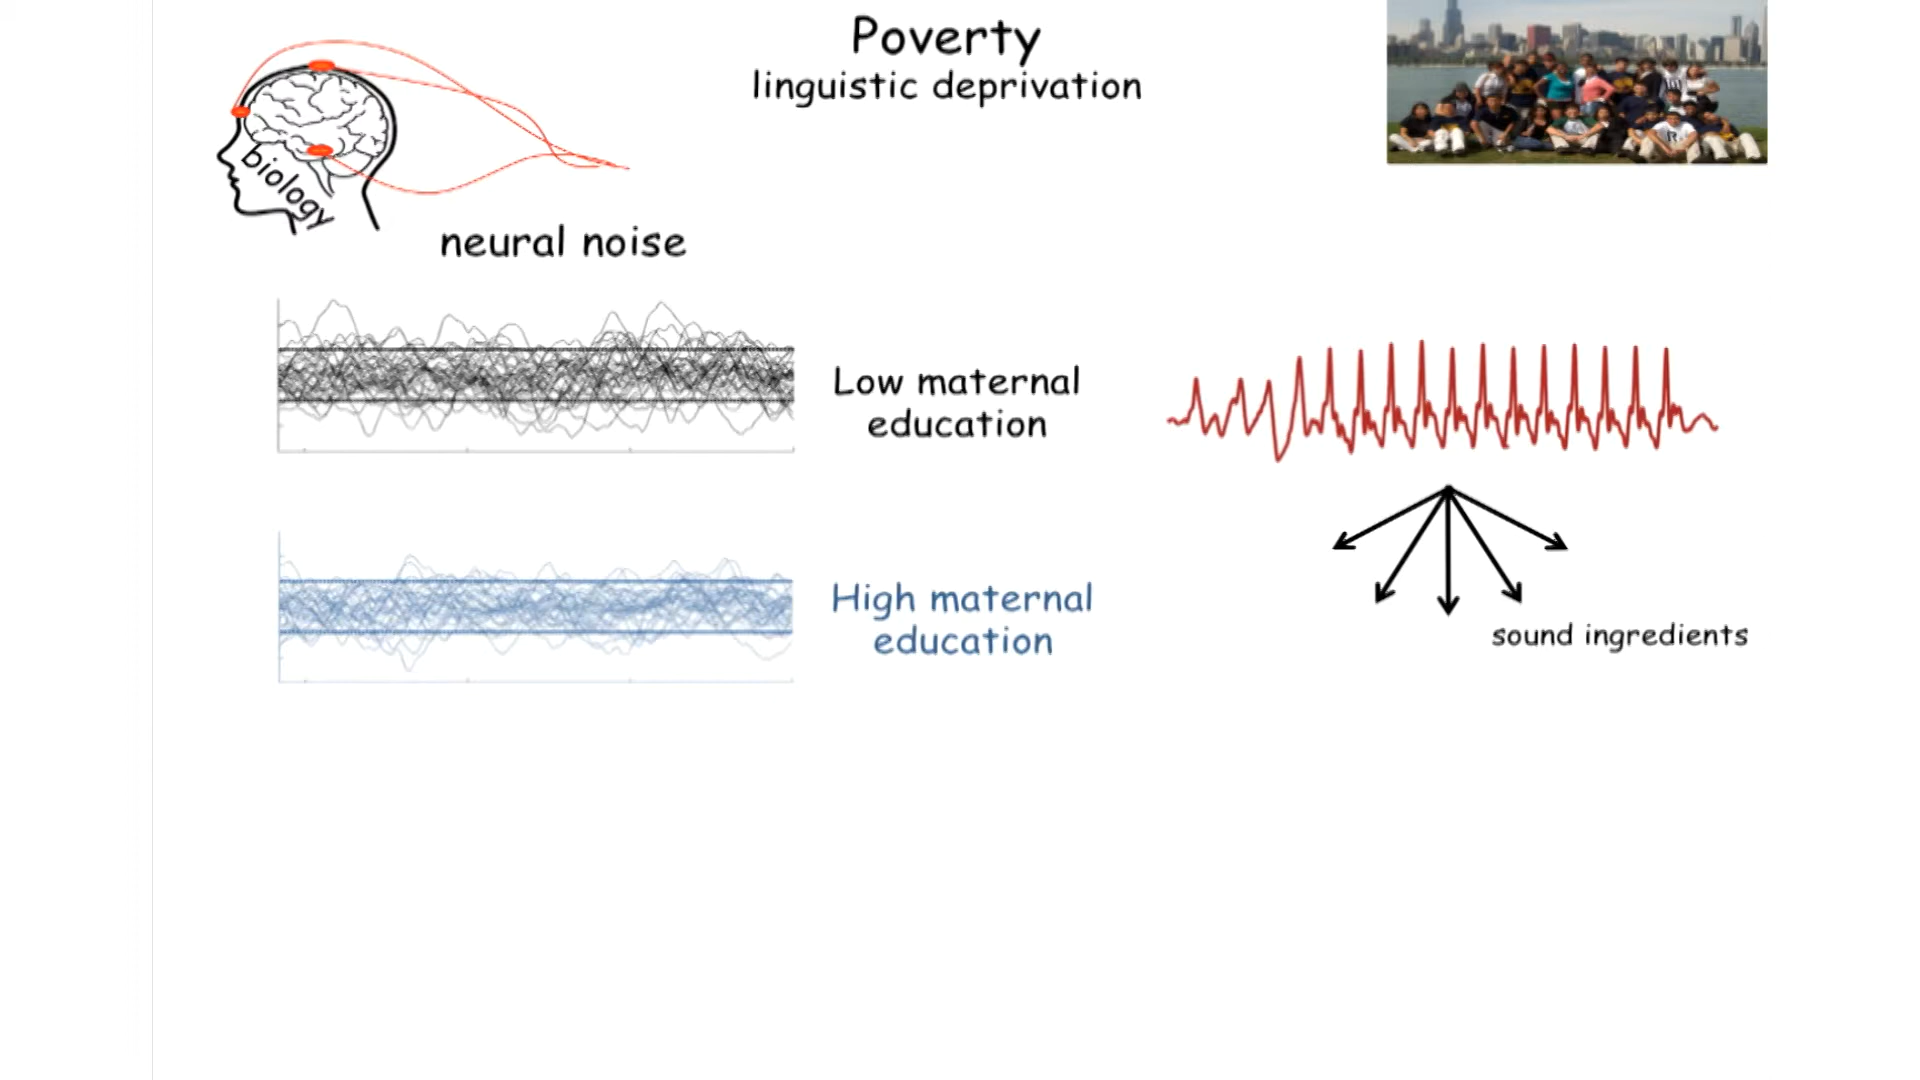 Poverty
linguistic deprivation
biology
neural noise
Low maternal
education
High maternal
education
sound ingredients